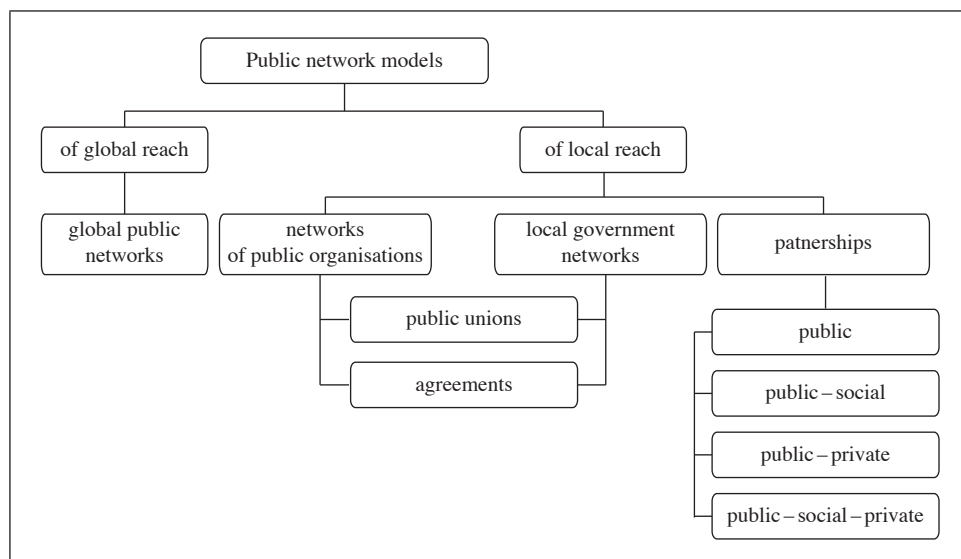 Public network models
of global reach
of local reach
global public
networks
networks
of public organisations
local government
networks
patnerships
public unions
agreements
public
public – social
public – private
public – social – private